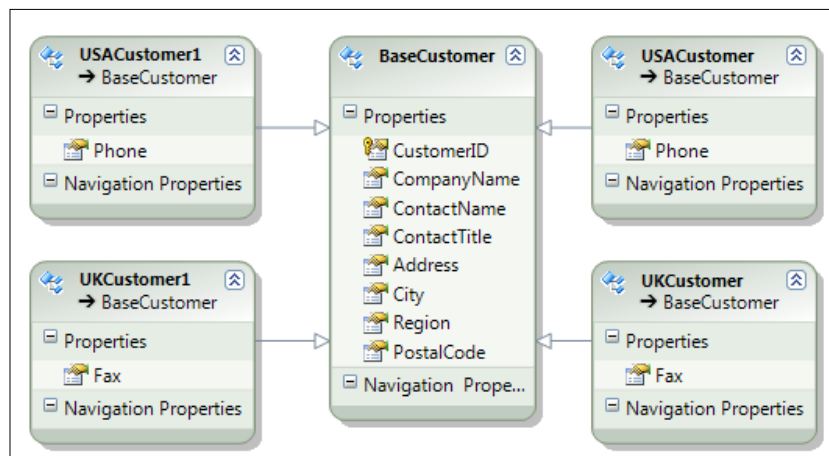 USACustomer1
→ BaseCustomer
Properties
Phone
Navigation Properties
UKCustomer1
→ BaseCustomer
Properties
Fax
Navigation Properties
BaseCustomer
Properties
CustomerID
CompanyName
ContactName
ContactTitle
Address
City
Region
PostalCode
Navigation Prope...
USACustomer
→ BaseCustomer
Properties
Phone
Navigation Properties
UKCustomer
→ BaseCustomer
Properties
Fax
Navigation Properties